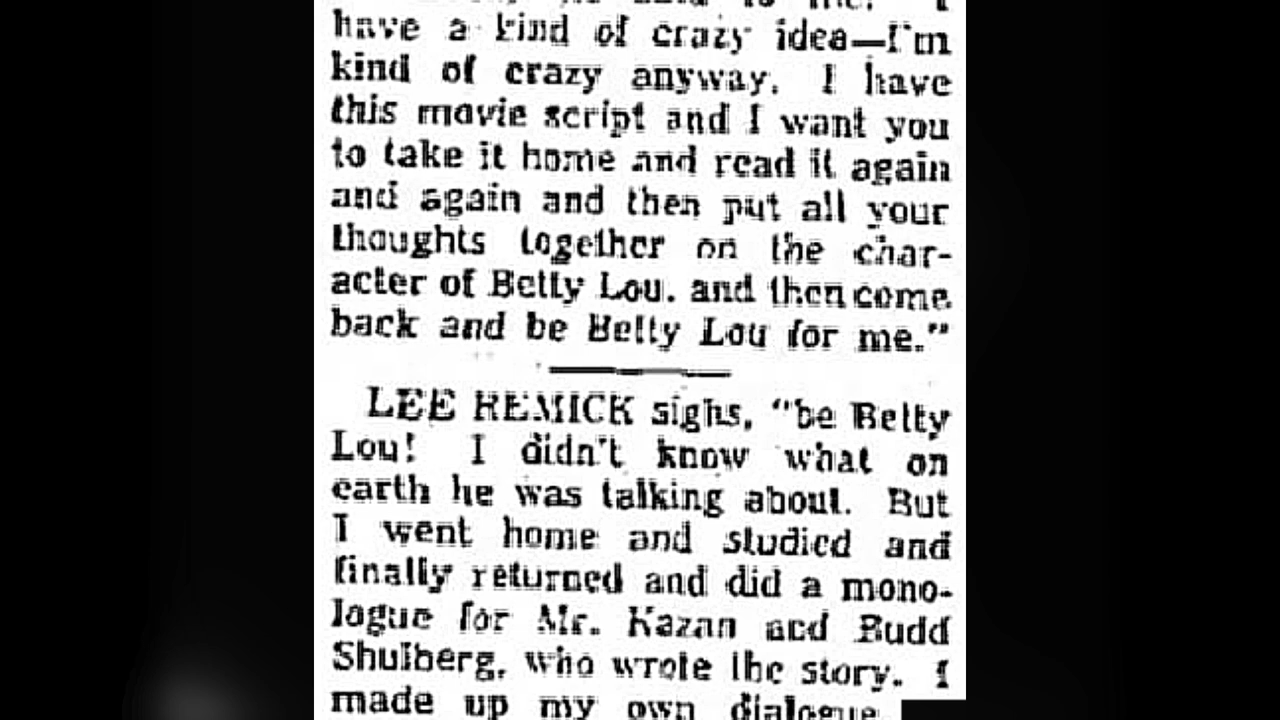 have a kind of crazy idea—I'm
kind of crazy anyway. I have
this movie script and I want you
to take it home and read it again
and again and then put all your
thoughts together on the char-
acter of Betty Lou. and then come
back and be Betty Lou for me."
LEE REMICK sighs, "be Betty
Lou! I didn't know what on
earth he was talking about. But
I went home and studied and
finally returned and did a mono-
logue for Mr. Kazan and Budd
Shulberg, who wrote the story. I
made up my own dialogue.